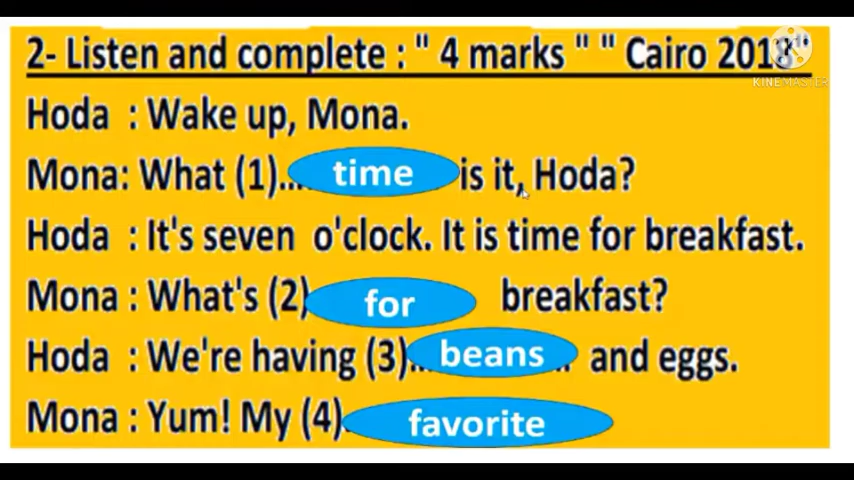 2- Listen and complete : " 4 marks " " Cairo 2018"
KINEMASTER
Hoda : Wake up, Mona.
Mona: What (1).... time is it, Hoda?
Hoda : It's seven o'clock. It is time for breakfast.
Mona : What's (2) for breakfast?
Hoda : We're having (3)... beans .. and eggs.
Mona : Yum! My (4). favorite